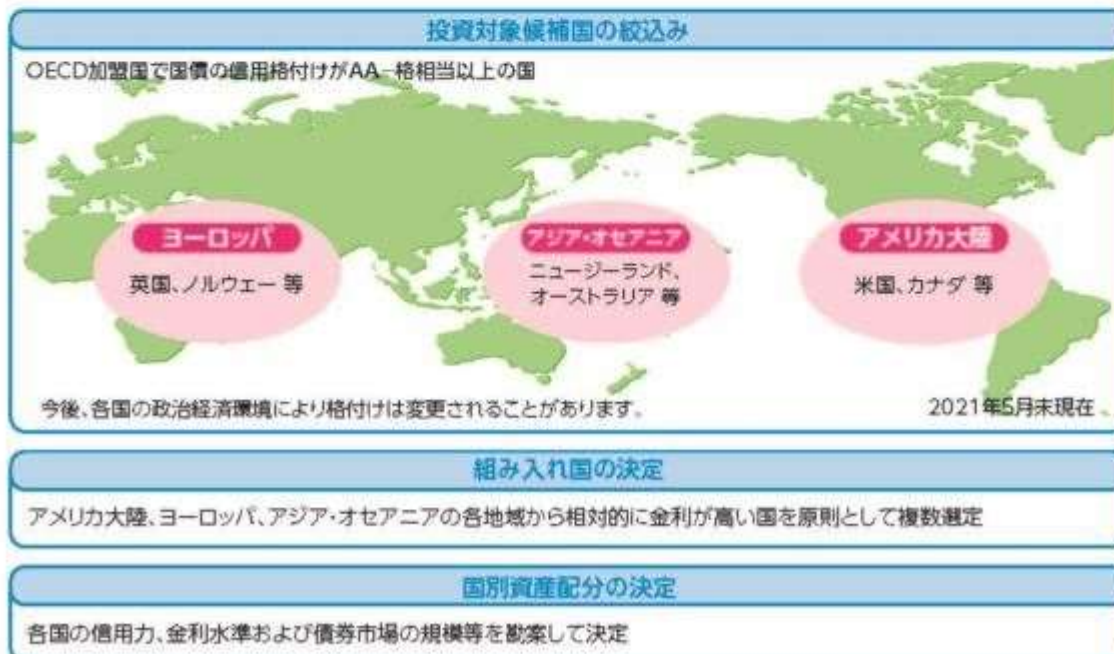 投資対象候補国の絞込み
OECD加盟国で国債の信用格付けがAA-格相当以上の国
ヨーロッパ
英国、ノルウェー 等
アジア・オセアニア
ニュージーランド、
オーストラリア 等
アメリカ大陸
米国、カナダ 等
今後、各国の政治経済環境により格付けは変更されることがあります。
2021年5月末現在
組み入れ国の決定
アメリカ大陸、ヨーロッパ、アジア・オセアニアの各地域から相対的に金利が高い国を原則として複数選定
国別資産配分の決定
各国の信用力、金利水準および債券市場の規模等を勘案して決定